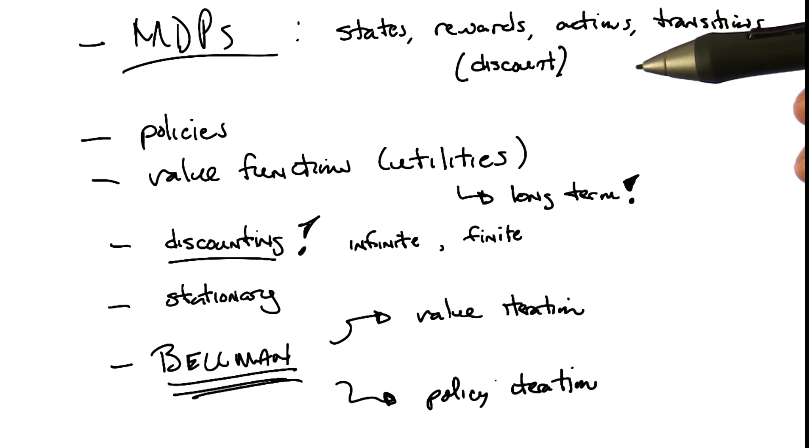 – MDPs : states, rewards, actions, transitions
(discount)
– policies
– value functions (utilities)
↳ long term!
– discounting! infinite, finite
– stationary
→ value iteration
– BELLMAN
→ policy iteration